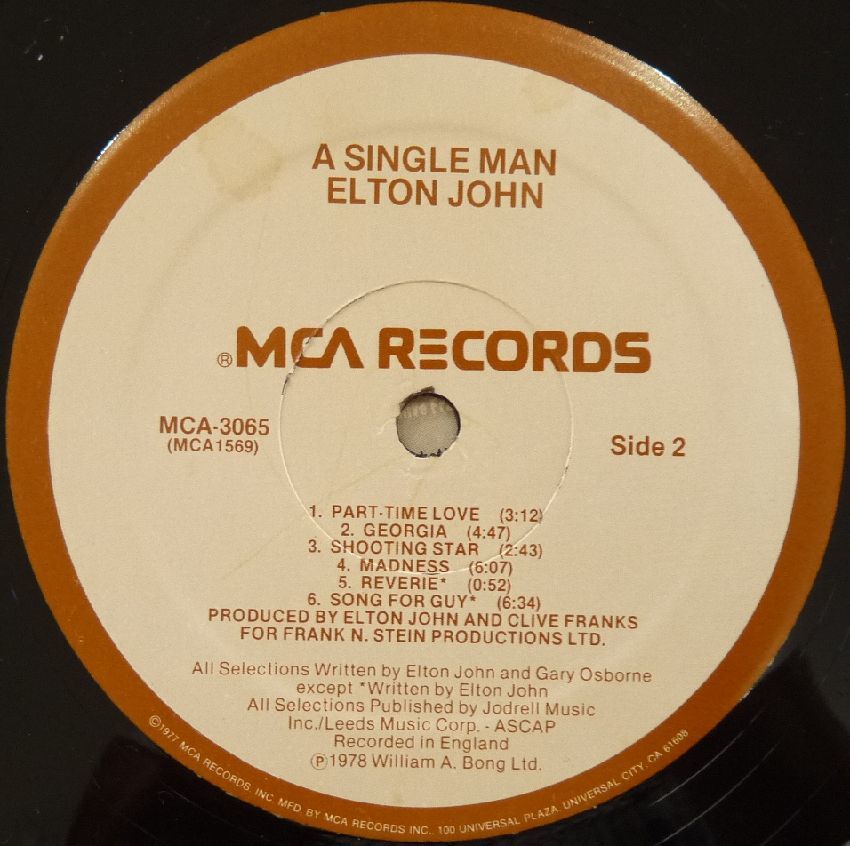 A SINGLE MAN
ELTON JOHN
®MCA RECORDS
MCA-3065
(MCA1569)
Side 2
1. PART-TIME LOVE (3:12)
2. GEORGIA (4:47)
3. SHOOTING STAR (2:43)
4. MADNESS (6:07)
5. REVERIE* (0:52)
6. SONG FOR GUY* (6:34)
PRODUCED BY ELTON JOHN AND CLIVE FRANKS
FOR FRANK N. STEIN PRODUCTIONS LTD.
All Selections Written by Elton John and Gary Osborne
except *Written by Elton John
All Selections Published by Jodrell Music
Inc./Leeds Music Corp. - ASCAP
Recorded in England
℗1978 William A. Bong Ltd.
©1977 MCA RECORDS INC. MFD. BY MCA RECORDS INC. 100 UNIVERSAL PLAZA, UNIVERSAL CITY, CA 61608